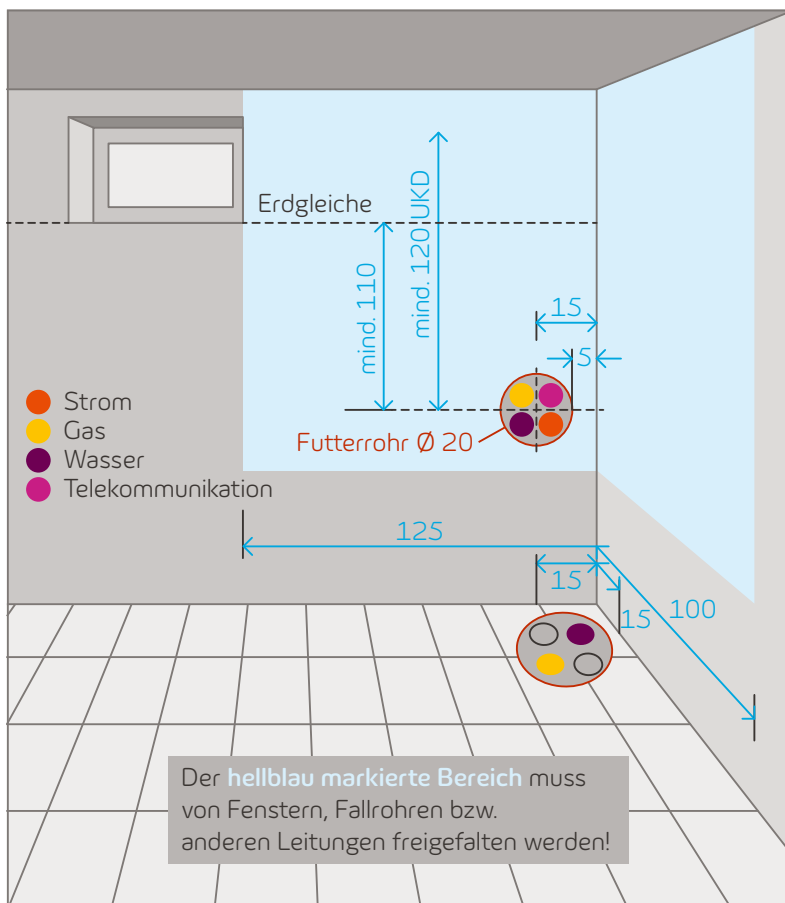 Erdgleiche
mind. 120 UKD
mind. 110
15
5
Strom
Gas
Wasser
Telekommunikation
Futterrohr Ø 20
125
15
15
100
Der hellblau markierte Bereich muss
von Fenstern, Fallrohren bzw.
anderen Leitungen freigefalten werden!